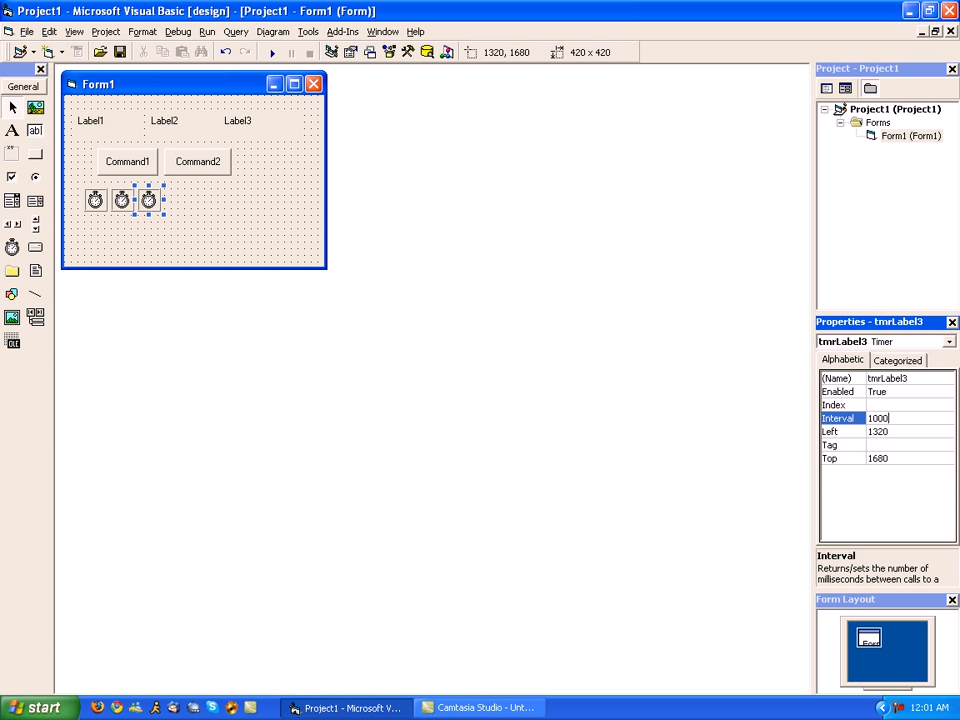 Project1 - Microsoft Visual Basic [design] - [Project1 - Form1 (Form)]
File Edit View Project Format Debug Run Query Diagram Tools Add-Ins Window Help
1320, 1680
420 x 420
General
A
ab|
XY
OLE
Form1
Label1
Label2
Label3
Command1
Command2
Project - Project1
Project1 (Project1)
Forms
Form1 (Form1)
Properties - tmrLabel3
tmrLabel3 Timer
Alphabetic
Categorized
(Name) tmrLabel3
Enabled True
Index
Interval 1000
Left 1320
Tag
Top 1680
Interval
Returns/sets the number of
milliseconds between calls to a
Form Layout
start
Project1 - Microsoft V...
Camtasia Studio - Unt...
12:01 AM